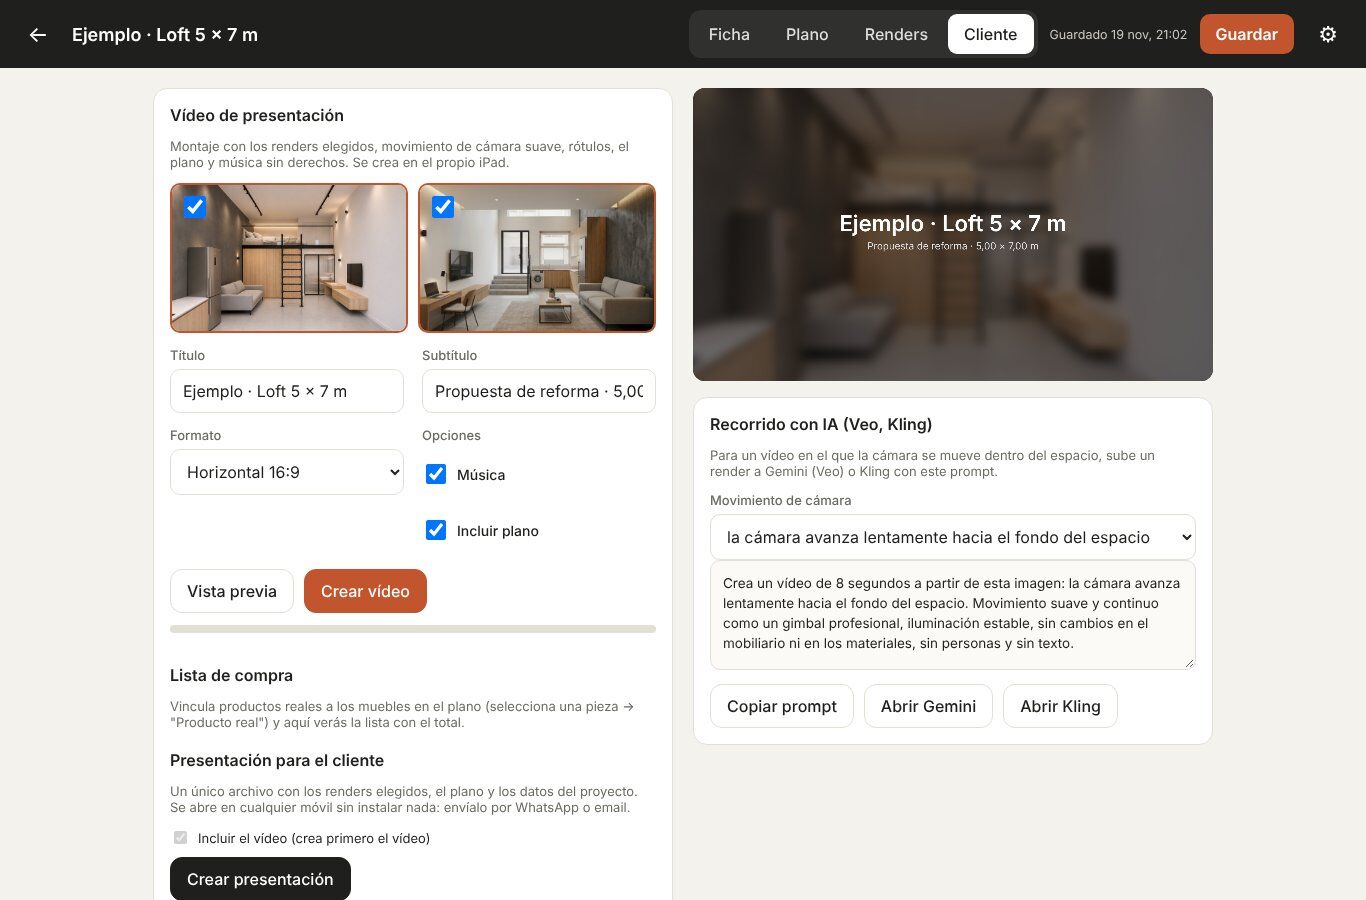 Ejemplo · Loft 5 × 7 m
Ficha
Plano
Renders
Cliente
Guardado 19 nov, 21:02
Guardar
Vídeo de presentación
Montaje con los renders elegidos, movimiento de cámara suave, rótulos, el
plano y música sin derechos. Se crea en el propio iPad.
Título
Subtítulo
Ejemplo · Loft 5 × 7 m
Propuesta de reforma · 5,00
Formato
Opciones
Horizontal 16:9
Música
Incluir plano
Vista previa
Crear vídeo
Lista de compra
Vincula productos reales a los muebles en el plano (selecciona una pieza →
"Producto real") y aquí verás la lista con el total.
Presentación para el cliente
Un único archivo con los renders elegidos, el plano y los datos del proyecto.
Se abre en cualquier móvil sin instalar nada: envíalo por WhatsApp o email.
Incluir el vídeo (crea primero el vídeo)
Crear presentación
Ejemplo · Loft 5 × 7 m
Propuesta de reforma · 5,00 × 7,00 m
Recorrido con IA (Veo, Kling)
Para un vídeo en el que la cámara se mueve dentro del espacio, sube un
render a Gemini (Veo) o Kling con este prompt.
Movimiento de cámara
la cámara avanza lentamente hacia el fondo del espacio
Crea un vídeo de 8 segundos a partir de esta imagen: la cámara avanza
lentamente hacia el fondo del espacio. Movimiento suave y continuo
como un gimbal profesional, iluminación estable, sin cambios en el
mobiliario ni en los materiales, sin personas y sin texto.
Copiar prompt
Abrir Gemini
Abrir Kling